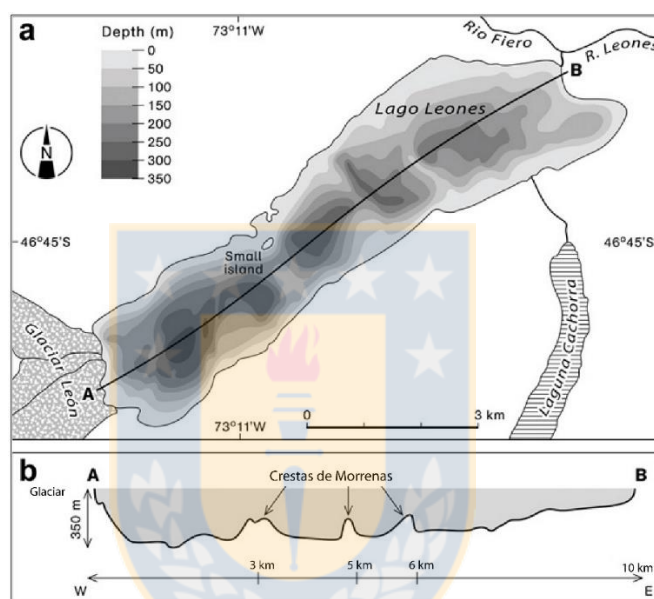 a
Depth (m)
0
50
100
150
200
250
300
350
N
73°11'W
Rio Fiero
R. Leones
B
Lago Leones
46°45'S
46°45'S
Small
island
Glaciar León
A
Laguna Cachorra
73°11'W
0
3 km
b
A
Crestas de Morrenas
B
Glaciar
350 m
3 km
5 km
6 km
10 km
W
E